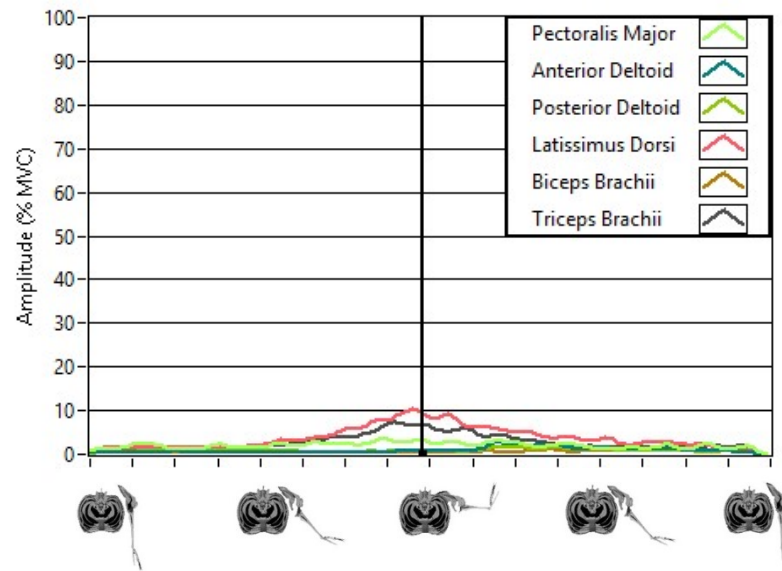 100
90
80
70
60
50
40
30
20
10
0
Amplitude (% MVC)
Pectoralis Major
Anterior Deltoid
Posterior Deltoid
Latissimus Dorsi
Biceps Brachii
Triceps Brachii